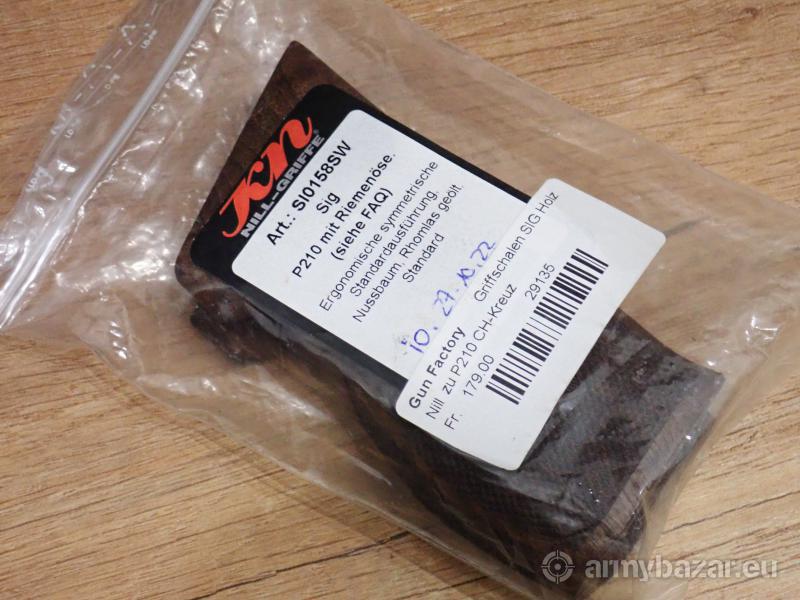 KN
NILL-GRIFFE®
Art.: SI0158SW
Sig
P210 mit Riemenöse.
(siehe FAQ)
Ergonomische symmetrische
Standardausführung.
Nussbaum. Rhomlas geölt.
Standard
10. 27.10.22
Gun Factory Griffschalen SIG Holz
Nill zu P210 CH-Kreuz
Fr. 179.00 29135
armybazar.eu